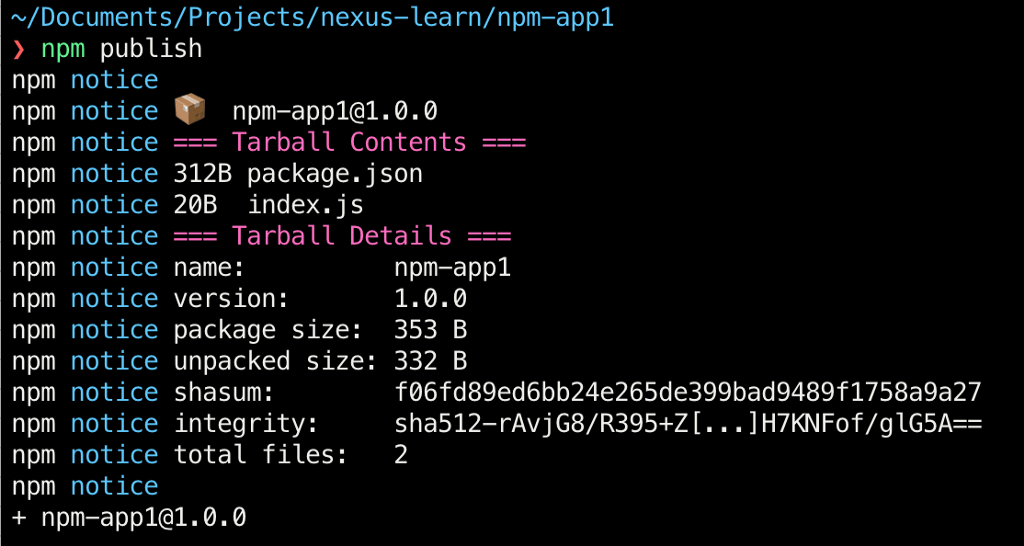 ~/Documents/Projects/nexus-learn/npm-app1
❯ npm publish
npm notice
npm notice 📦  npm-app1@1.0.0
npm notice === Tarball Contents ===
npm notice 312B package.json
npm notice 20B  index.js
npm notice === Tarball Details ===
npm notice name:          npm-app1
npm notice version:       1.0.0
npm notice package size:  353 B
npm notice unpacked size: 332 B
npm notice shasum:        f06fd89ed6bb24e265de399bad9489f1758a9a27
npm notice integrity:     sha512-rAvjG8/R395+Z[...]H7KNFof/glG5A==
npm notice total files:   2
npm notice
+ npm-app1@1.0.0